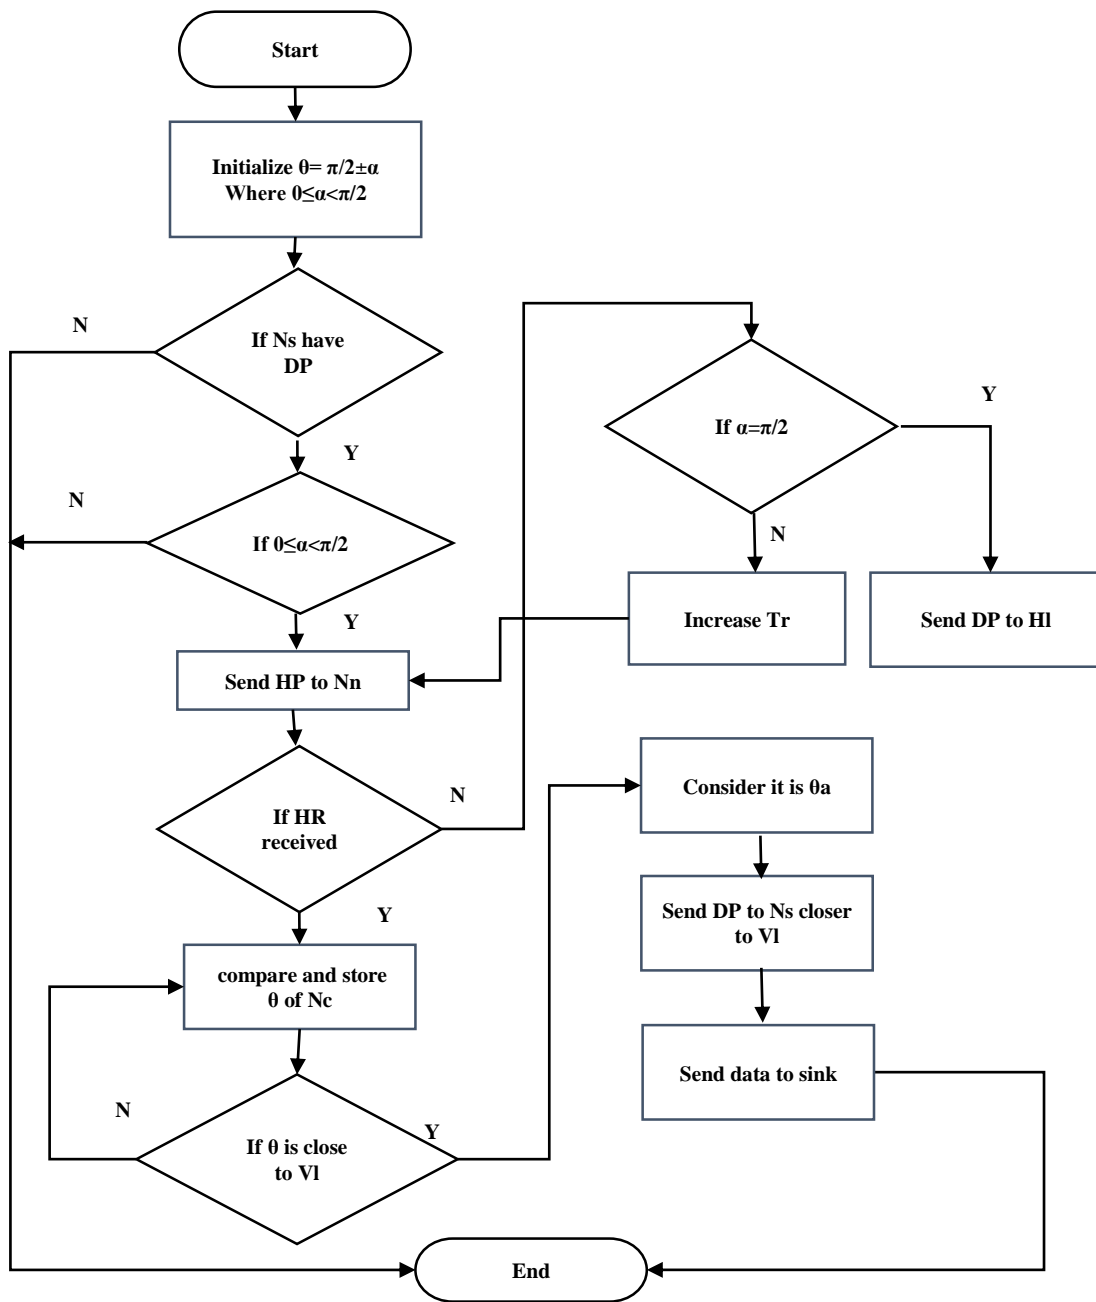 Start
Initialize θ= π/2±α
Where 0≤α<π/2
N
If Ns have
DP
Y
N
If 0≤α<π/2
Y
Send HP to Nn
If HR
received
N
Y
compare and store
θ of Nc
N
If θ is close
to Vl
Y
If α=π/2
Y
N
Increase Tr
Send DP to Hl
Consider it is θa
Send DP to Ns closer
to Vl
Send data to sink
End